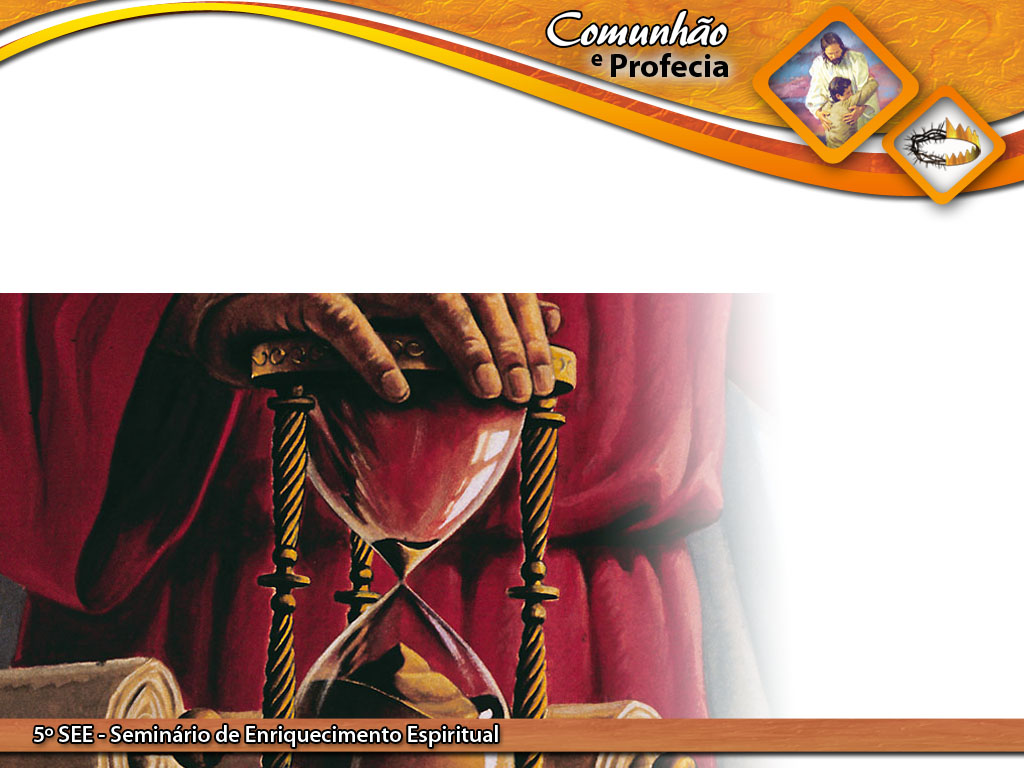 Comunhão
e Profecia
5º SEE - Seminário de Enriquecimento Espiritual